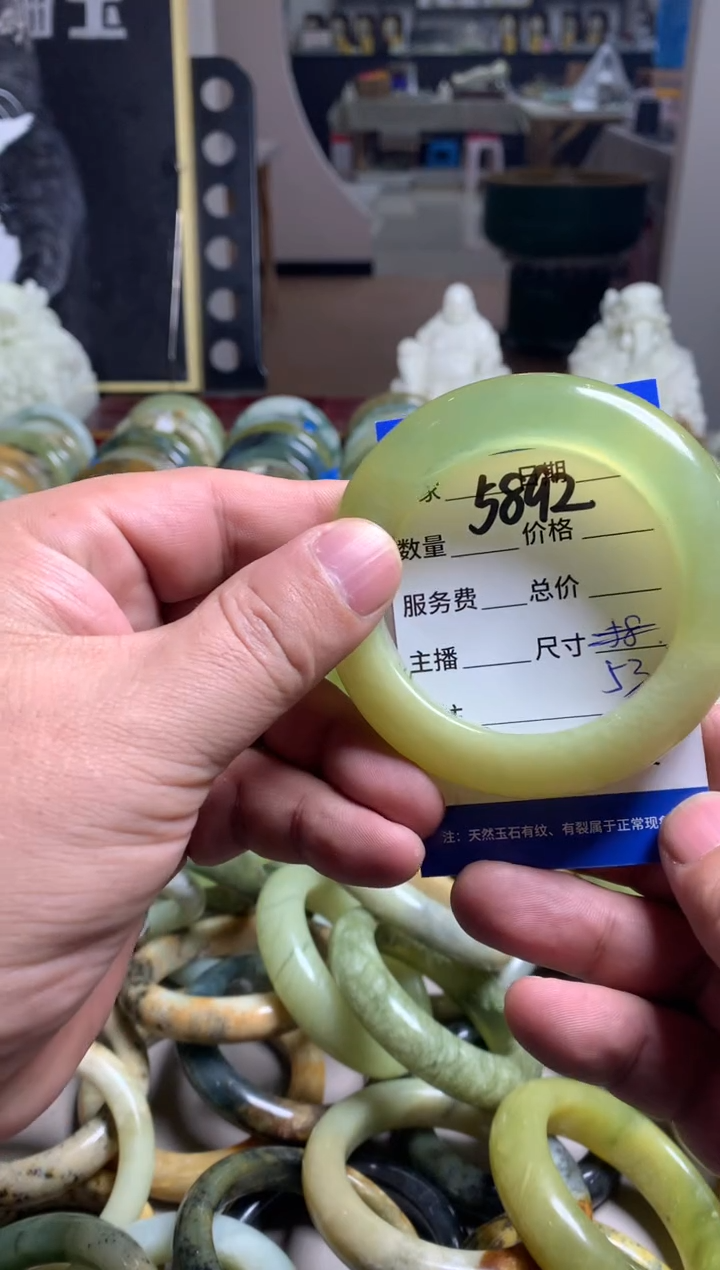 玉
日期
5892
数量 价格
服务费 总价
主播 尺寸
53
注：天然玉石有纹、有裂属于正常现